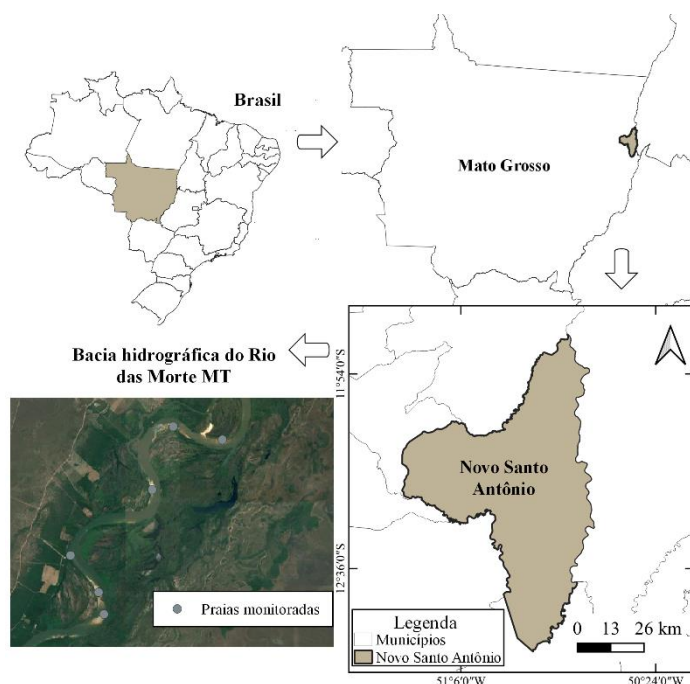 Brasil
Mato Grosso
Bacia hidrográfica do Rio
das Morte MT
Praias monitoradas
11°54'0"S
12°36'0"S
Novo Santo
Antônio
Legenda
Municípios
Novo Santo Antônio
0 13 26 km
51°6'0"W
50°24'0"W